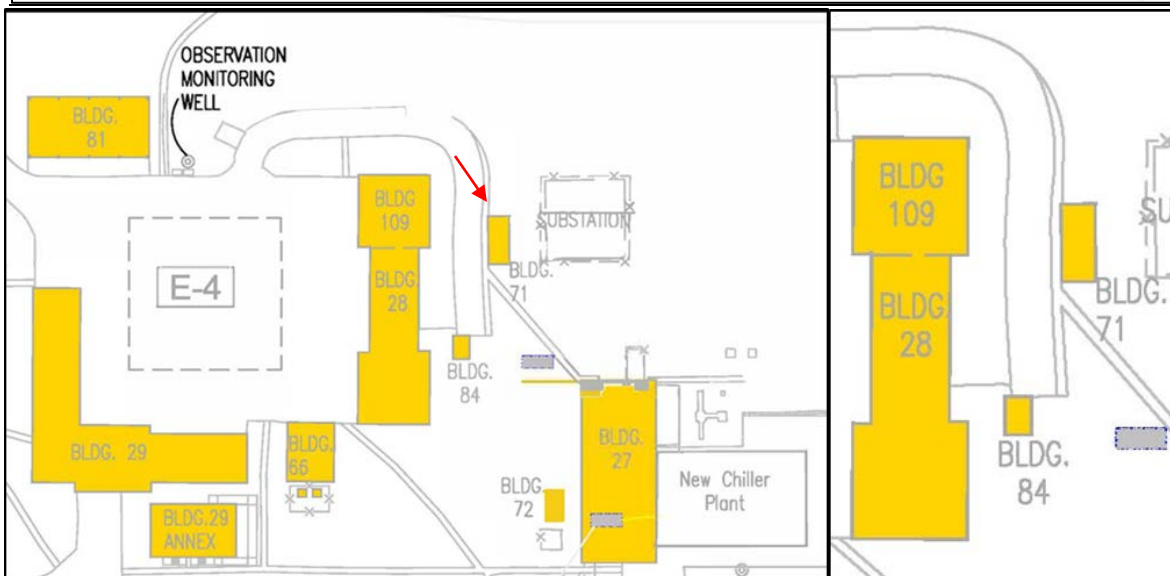 OBSERVATION
MONITORING
WELL
BLDG.
81
BLDG
109
SUBSTATION
E-4
BLDG.
28
BLDG.
71
BLDG.
84
BLDG. 29
BLDG.
66
BLDG.
27
BLDG.
72
New Chiller
Plant
BLDG.29
ANNEX
BLDG
109
SU
BLDG.
71
BLDG
28
BLDG.
84